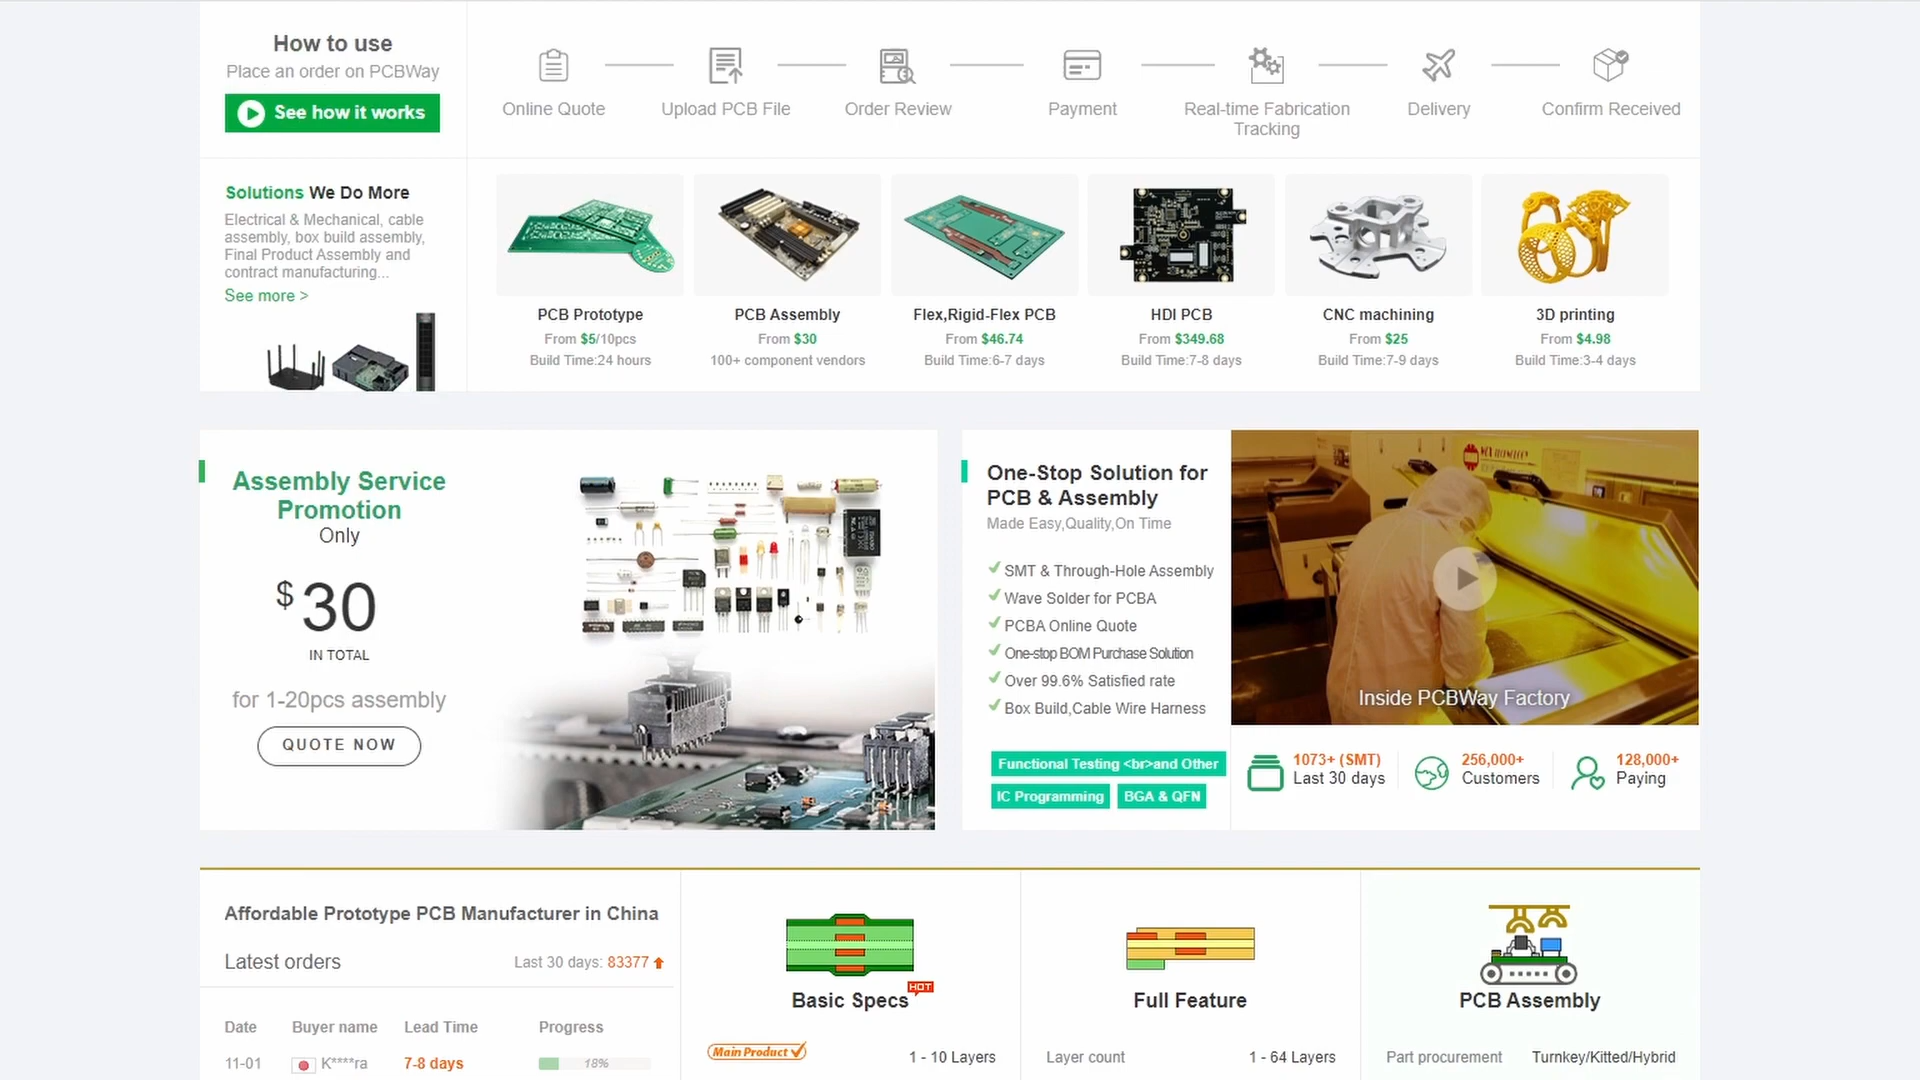 How to use
Place an order on PCBWay
See how it works
Online Quote
Upload PCB File
Order Review
Payment
Real-time Fabrication
Tracking
Delivery
Confirm Received
Solutions We Do More
Electrical & Mechanical, cable
assembly, box build assembly,
Final Product Assembly and
contract manufacturing...
See more >
PCB Prototype
From $5/10pcs
Build Time:24 hours
PCB Assembly
From $30
100+ component vendors
Flex,Rigid-Flex PCB
From $46.74
Build Time:6-7 days
HDI PCB
From $349.68
Build Time:7-8 days
CNC machining
From $25
Build Time:7-9 days
3D printing
From $4.98
Build Time:3-4 days
Assembly Service
Promotion
Only
$30
IN TOTAL
for 1-20pcs assembly
QUOTE NOW
One-Stop Solution for
PCB & Assembly
Made Easy,Quality,On Time
SMT & Through-Hole Assembly
Wave Solder for PCBA
PCBA Online Quote
One-stop BOM Purchase Solution
Over 99.6% Satisfied rate
Box Build,Cable Wire Harness
Functional Testing <br>and Other
IC Programming
BGA & QFN
Inside PCBWay Factory
1073+ (SMT)
Last 30 days
256,000+
Customers
128,000+
Paying
Affordable Prototype PCB Manufacturer in China
Latest orders
Last 30 days: 83377
Date Buyer name Lead Time Progress
11-01 K****ra 7-8 days 18%
HOT
Basic Specs
Main Product
1 - 10 Layers
Full Feature
Layer count 1 - 64 Layers
PCB Assembly
Part procurement Turnkey/Kitted/Hybrid